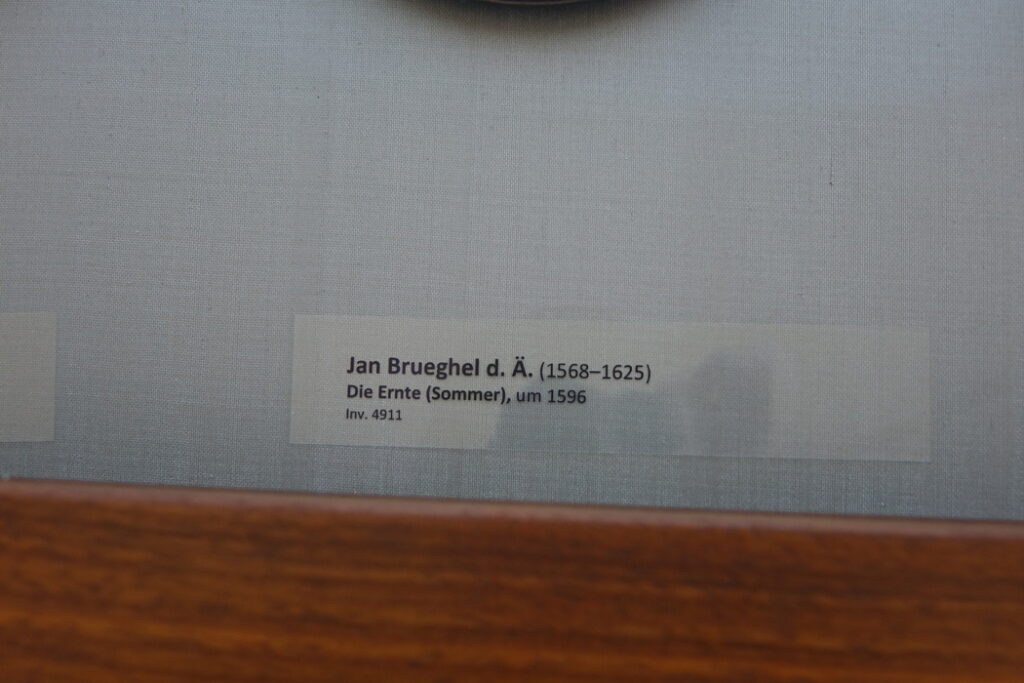 Jan Brueghel d. Ä. (1568–1625)
Die Ernte (Sommer), um 1596
Inv. 4911